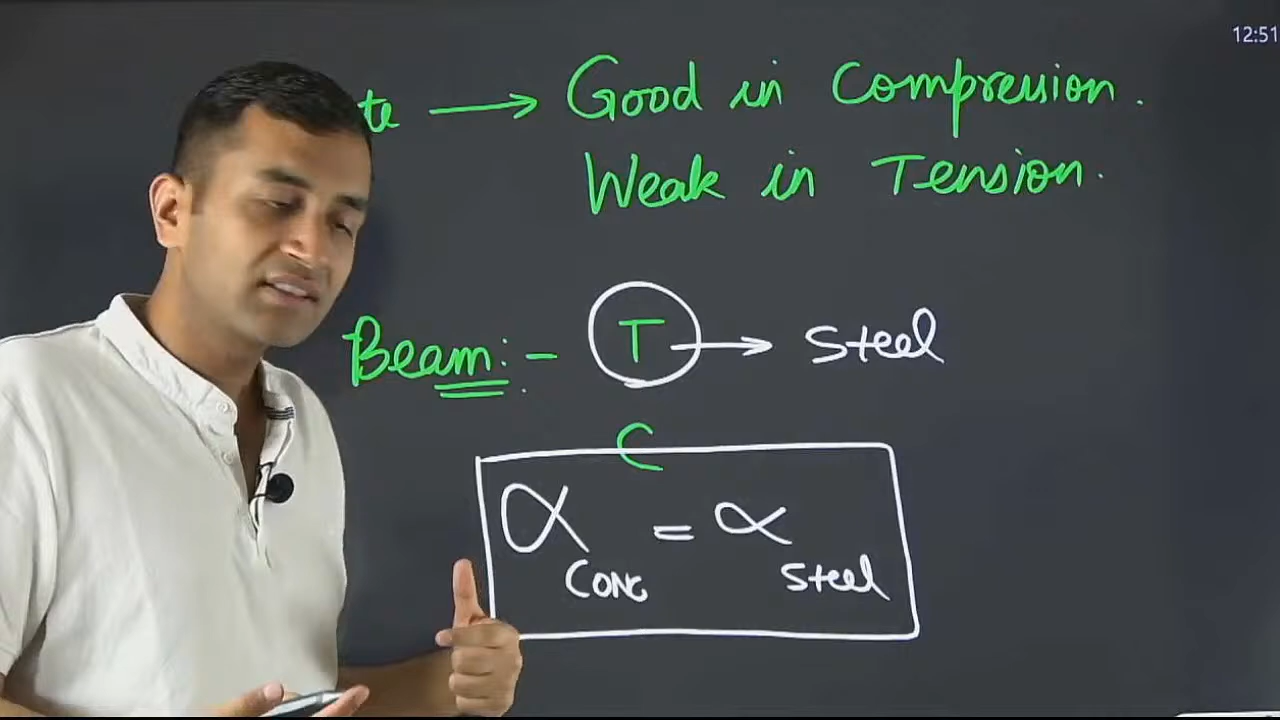 12:51
te → Good in Compression.
Weak in Tension.
Beam:- T → Steel
C
α Conc = α Steel